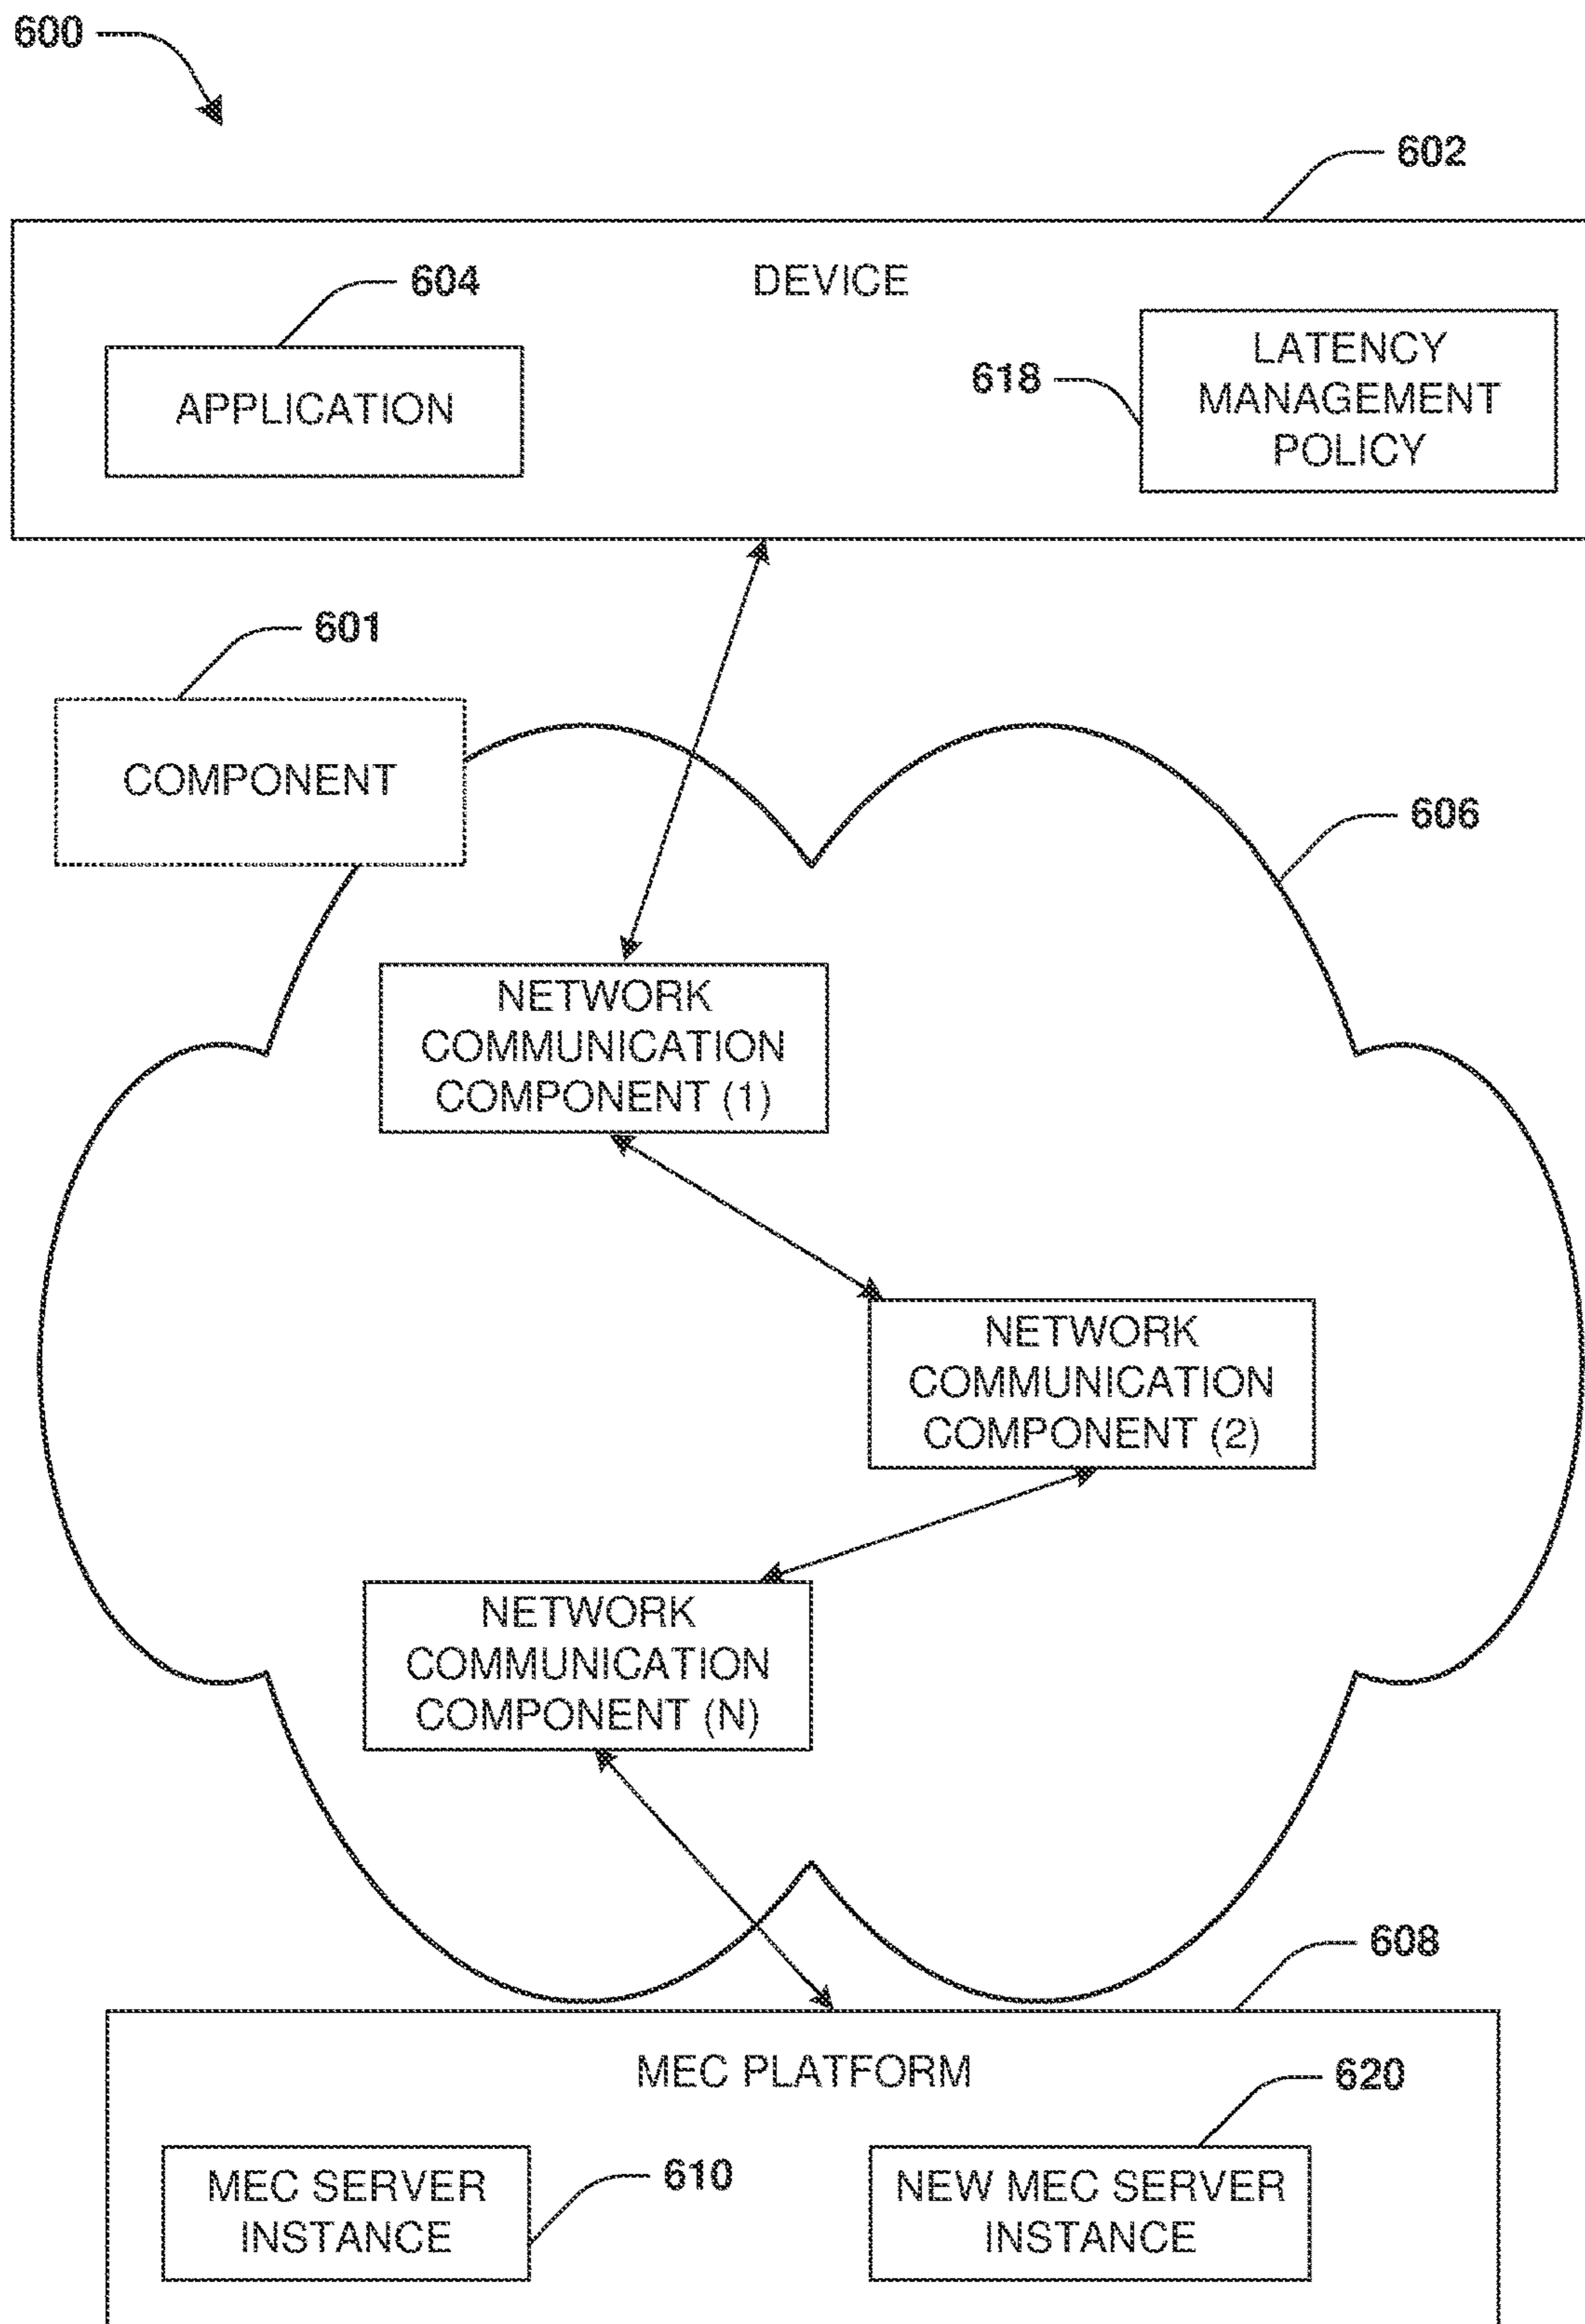 600
602
DEVICE
604
APPLICATION
618
LATENCY
MANAGEMENT
POLICY
601
COMPONENT
606
NETWORK
COMMUNICATION
COMPONENT (1)
NETWORK
COMMUNICATION
COMPONENT (2)
NETWORK
COMMUNICATION
COMPONENT (N)
608
MEC PLATFORM
620
MEC SERVER
INSTANCE
610
NEW MEC SERVER
INSTANCE